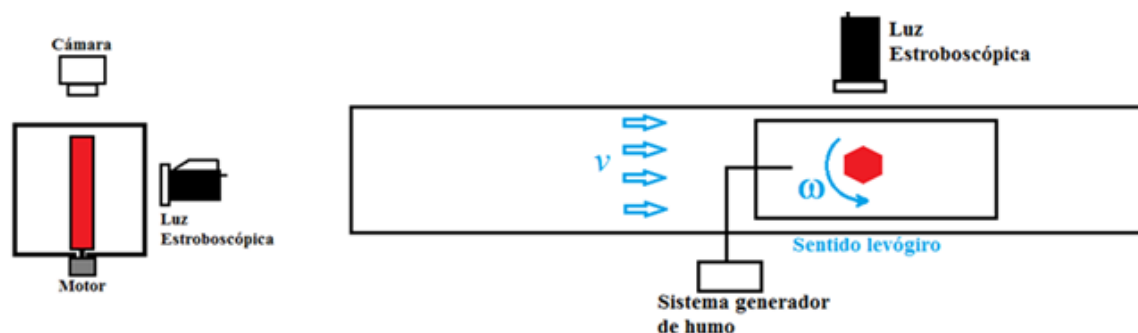 Cámara
Luz
Estroboscópica
Motor
Luz
Estroboscópica
v
ω
Sentido levógiro
Sistema generador
de humo